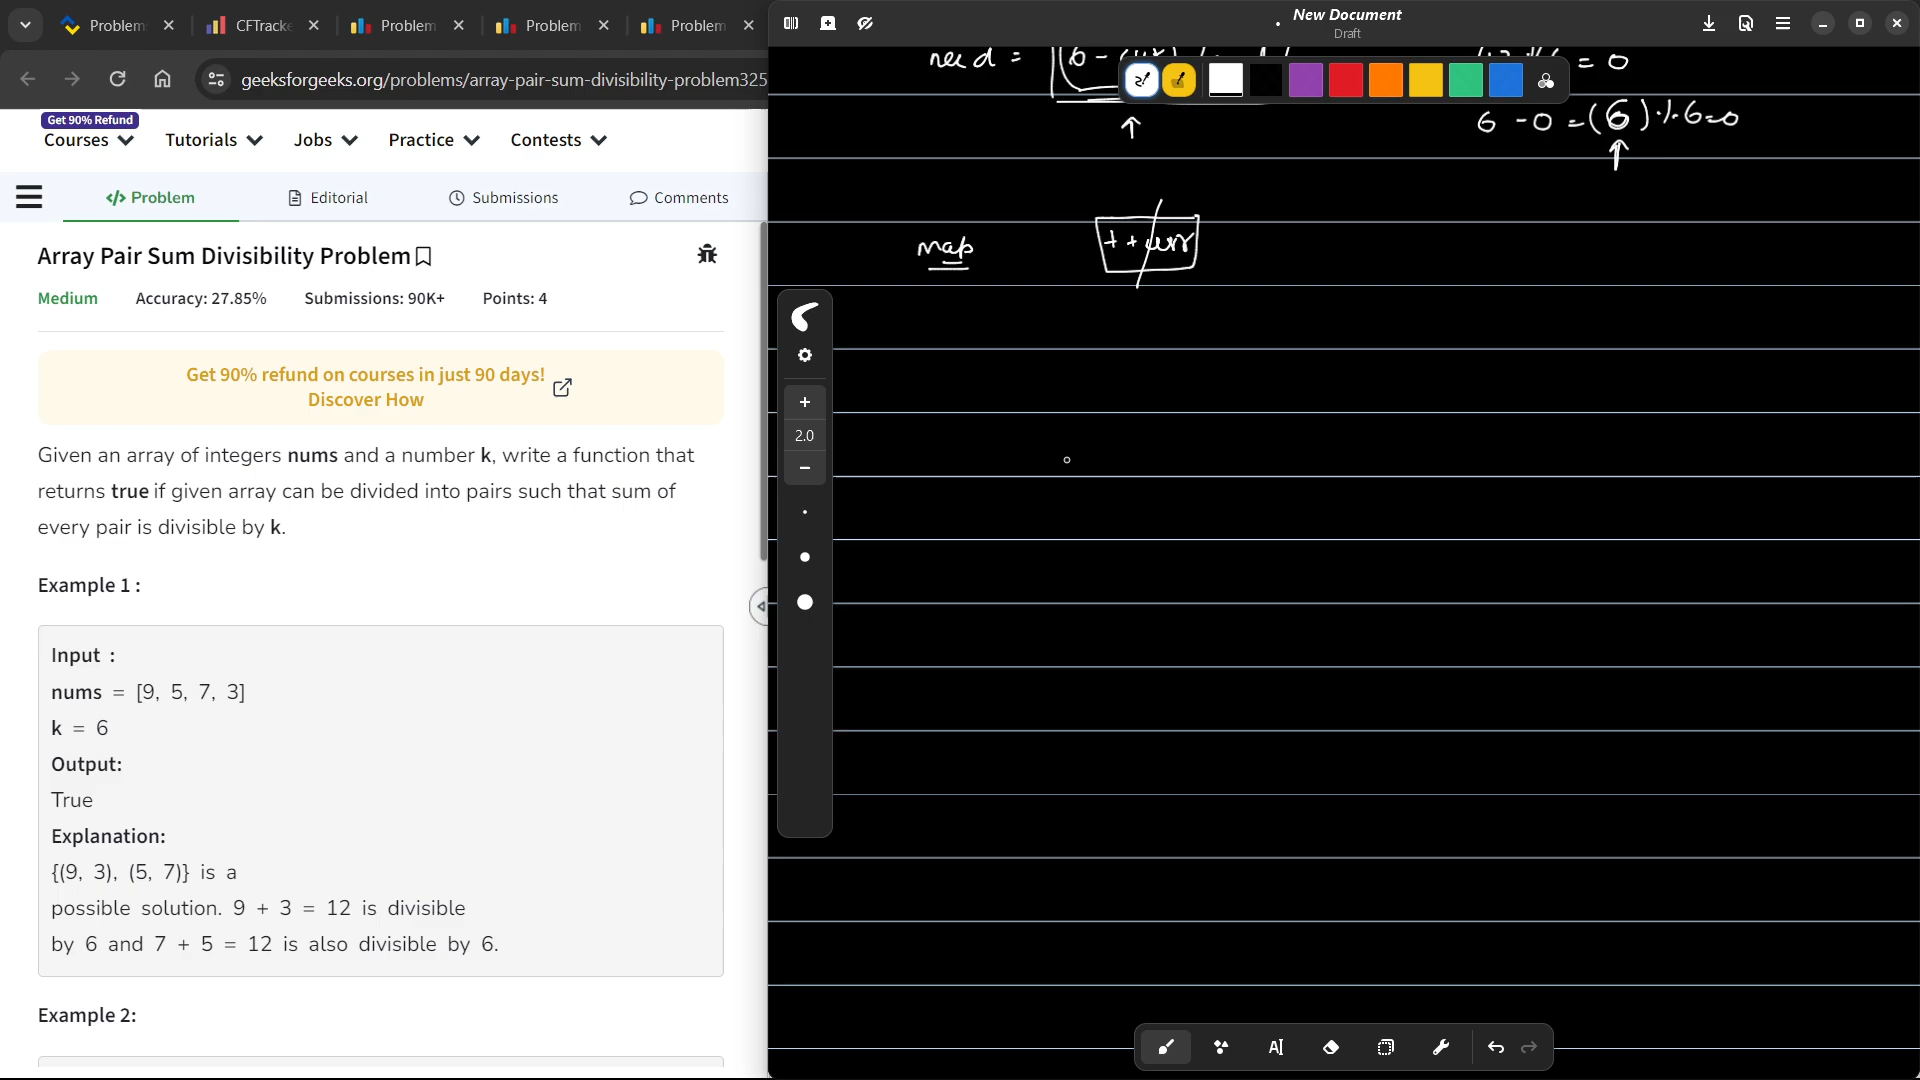 Problem
CFTracke
Problem
Problem
Problem
geeksforgeeks.org/problems/array-pair-sum-divisibility-problem325
Get 90% Refund
Courses
Tutorials
Jobs
Practice
Contests
Problem
Editorial
Submissions
Comments
Array Pair Sum Divisibility Problem
Medium
Accuracy: 27.85%
Submissions: 90K+
Points: 4
Get 90% refund on courses in just 90 days!
Discover How
Given an array of integers nums and a number k, write a function that
returns true if given array can be divided into pairs such that sum of
every pair is divisible by k.
Example 1 :
Input :
nums = [9, 5, 7, 3]
k = 6
Output:
True
Explanation:
{(9, 3), (5, 7)} is a
possible solution. 9 + 3 = 12 is divisible
by 6 and 7 + 5 = 12 is also divisible by 6.
Example 2:
New Document
Draft
need =
= 0
6 - 0 = (6) % 6 = 0
map
++arr
2.0